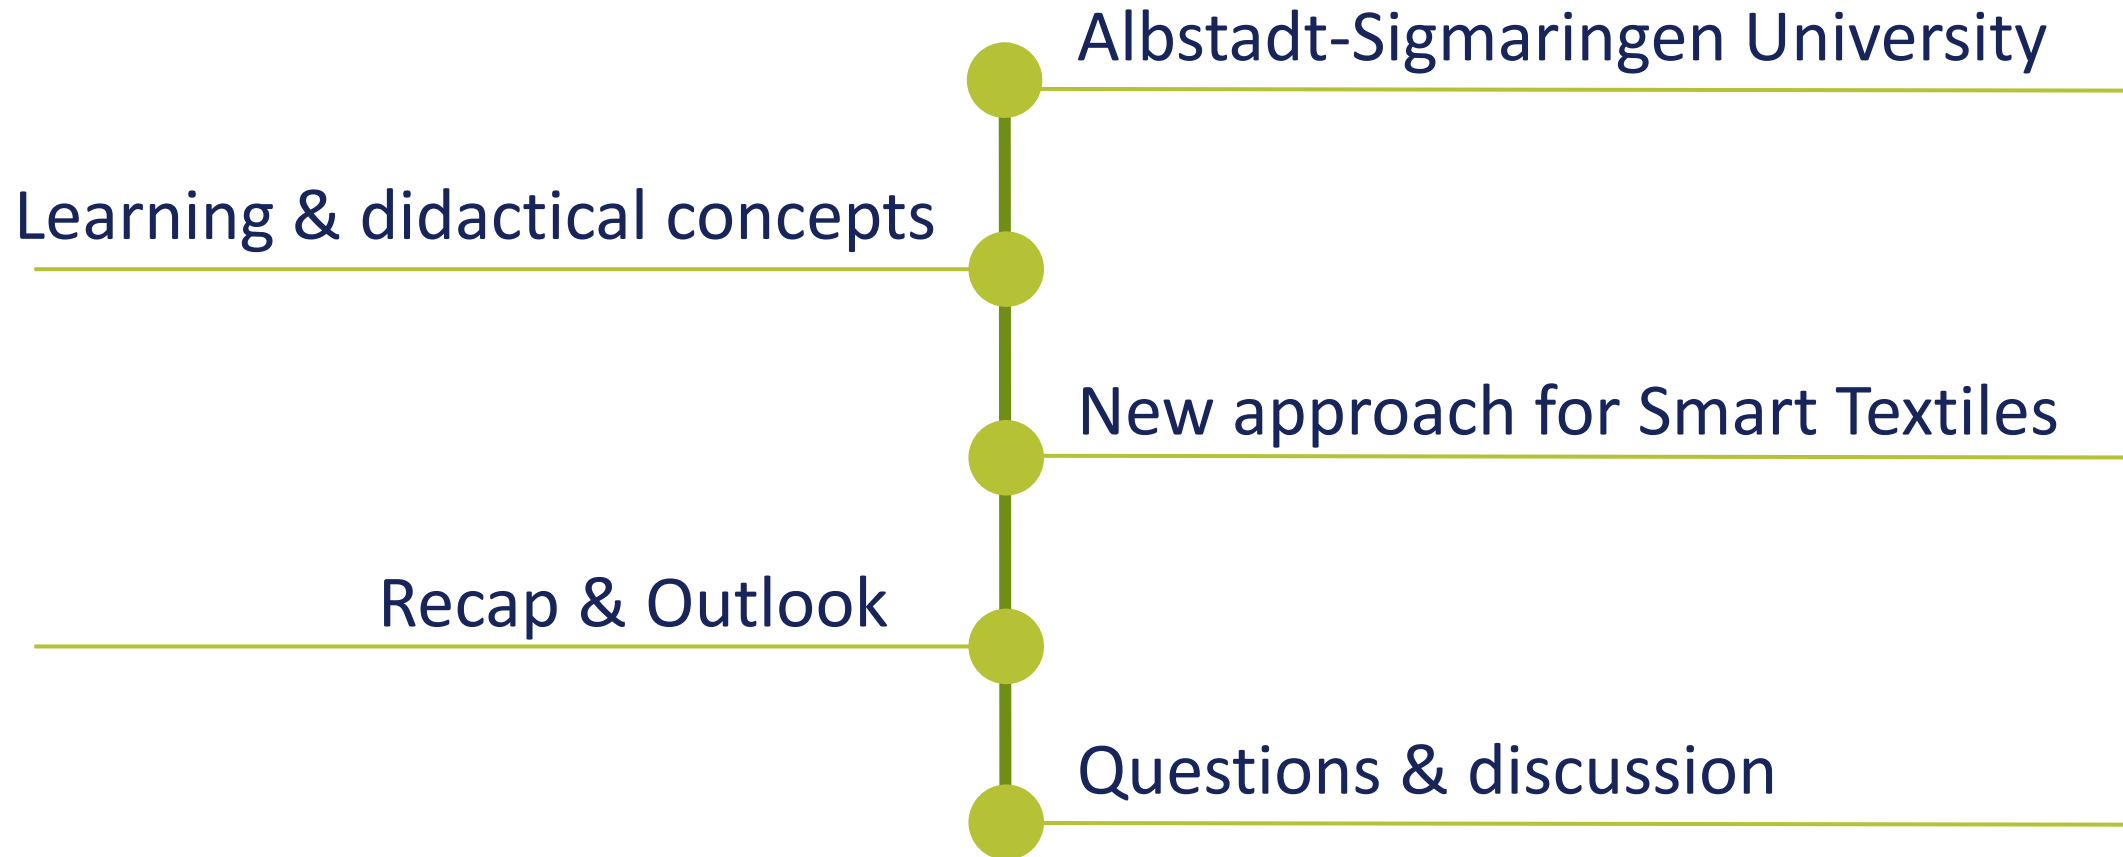 Albstadt-Sigmaringen University
Learning & didactical concepts
New approach for Smart Textiles
Recap & Outlook
Questions & discussion